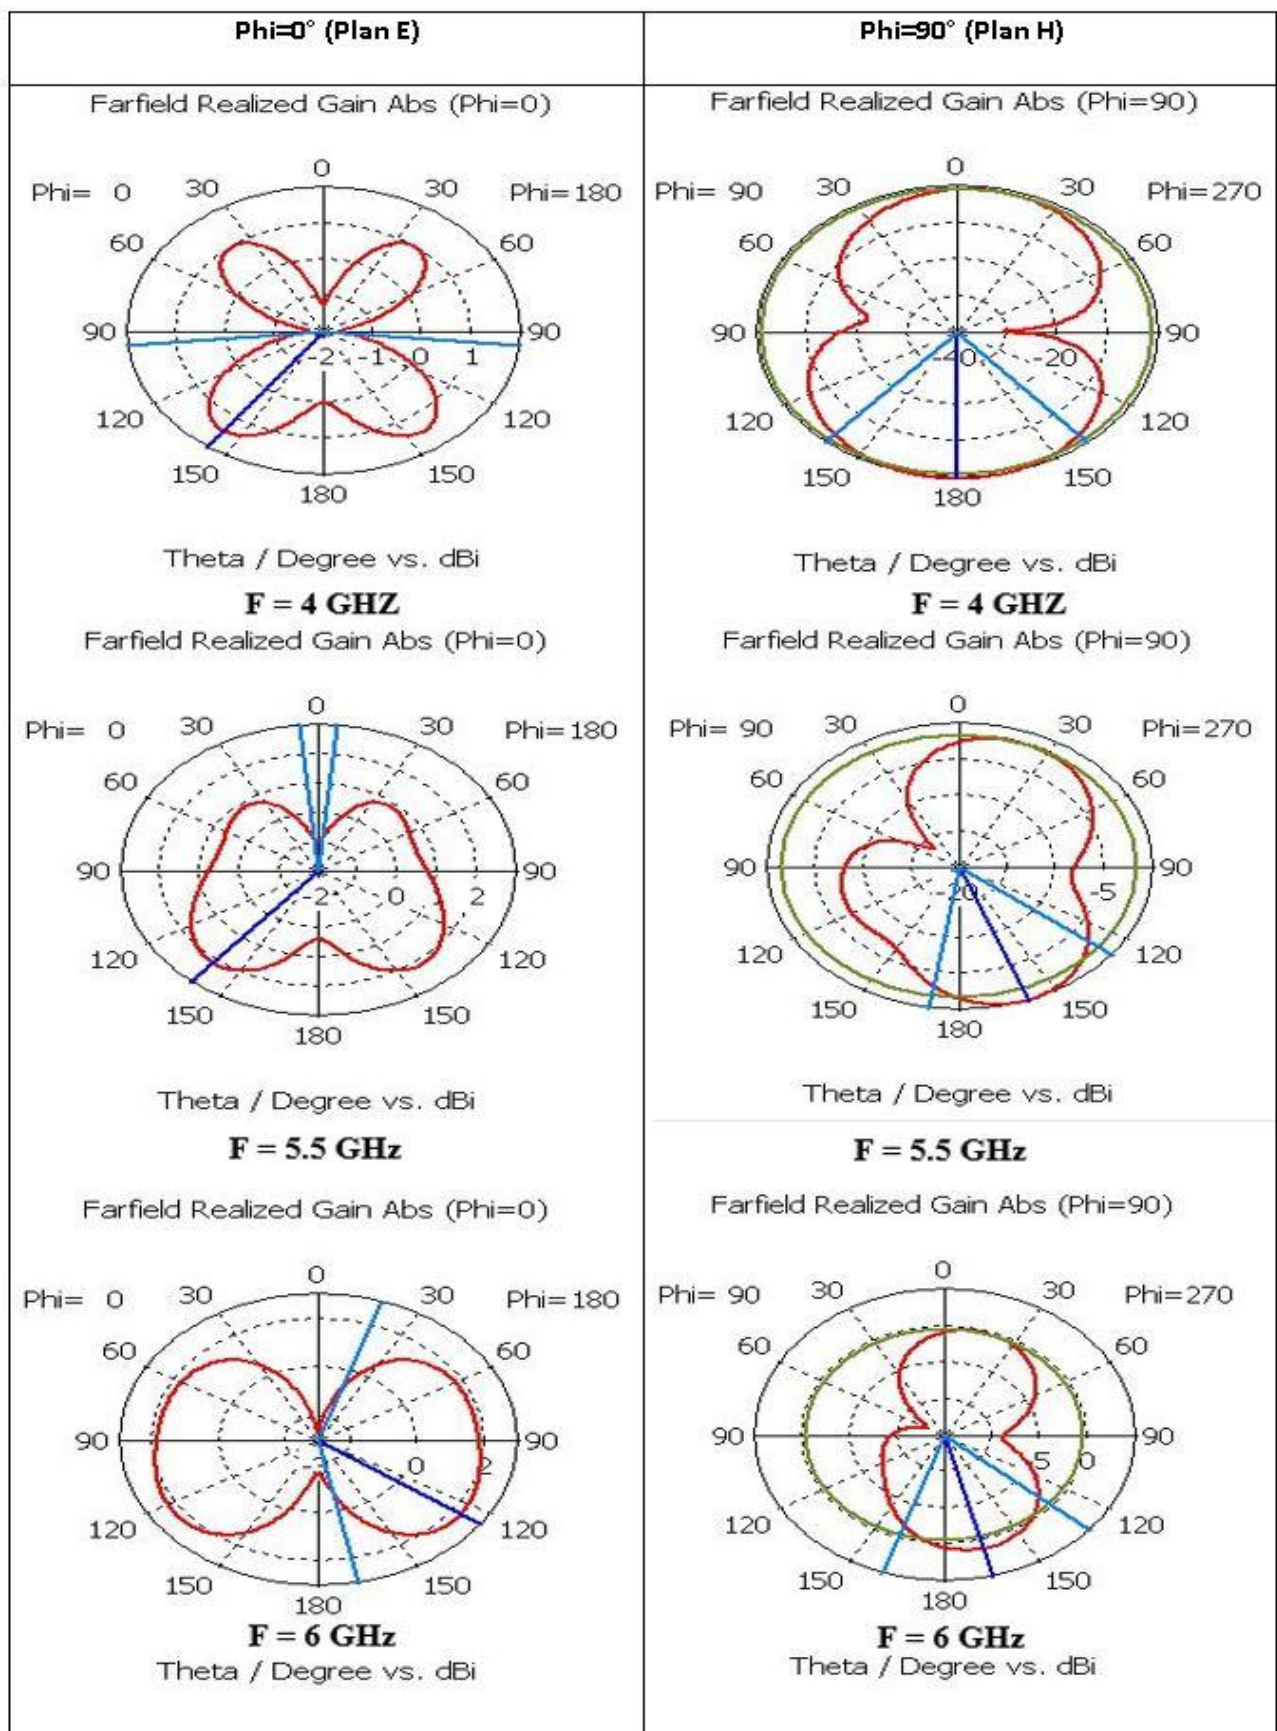 Phi=0° (Plan E)
Phi=90° (Plan H)
Farfield Realized Gain Abs (Phi=0)
Phi= 0
30
0
30
Phi=180
60
60
90
-2
-1
0
1
90
120
120
150
180
150
Theta / Degree vs. dBi
F = 4 GHZ
Farfield Realized Gain Abs (Phi=90)
Phi= 90
30
0
30
Phi=270
60
60
90
-40
-20
90
120
120
150
180
150
Theta / Degree vs. dBi
F = 4 GHZ
Farfield Realized Gain Abs (Phi=0)
Phi= 0
30
0
30
Phi=180
60
60
90
-2
0
2
90
120
120
150
180
150
Theta / Degree vs. dBi
F = 5.5 GHz
Farfield Realized Gain Abs (Phi=90)
Phi= 90
30
0
30
Phi=270
60
60
90
-5
90
120
120
150
180
150
Theta / Degree vs. dBi
F = 5.5 GHz
Farfield Realized Gain Abs (Phi=0)
Phi= 0
30
0
30
Phi=180
60
60
90
0
2
90
120
120
150
180
150
F = 6 GHz
Theta / Degree vs. dBi
Farfield Realized Gain Abs (Phi=90)
Phi= 90
30
0
30
Phi=270
60
60
90
0
90
120
120
150
180
150
F = 6 GHz
Theta / Degree vs. dBi